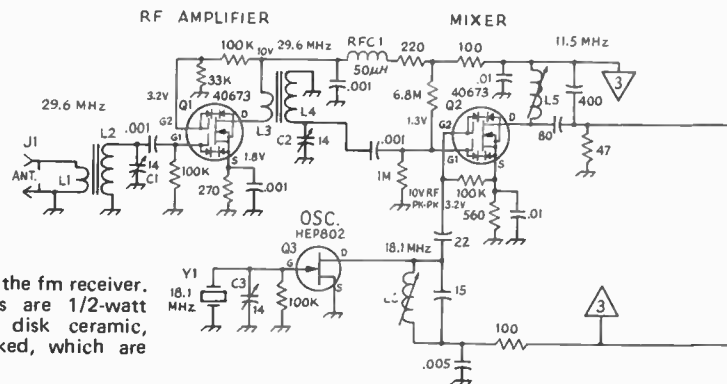 RF AMPLIFIER
MIXER
100K
10V
29.6 MHz
RFC1
50µH
220
100
11.5 MHz
3
33K
40673
Q1
3.2V
G2
D
G1
S
1.8V
L3
L4
.001
C2
14
6.8M
1.3V
.01
40673
Q2
G2
D
G1
S
L5
400
80
47
29.6 MHz
J1
ANT.
L1
L2
.001
14
C1
100K
270
.001
.001
1M
10V RF
PK-PK
3.2V
100K
560
.01
22
OSC.
HEP802
Q3
G
D
S
18.1 MHz
Y1
18.1
MHZ
C3
14
100K
15
3
100
.005
the fm receiver.
s are 1/2-watt
disk ceramic,
ked, which are